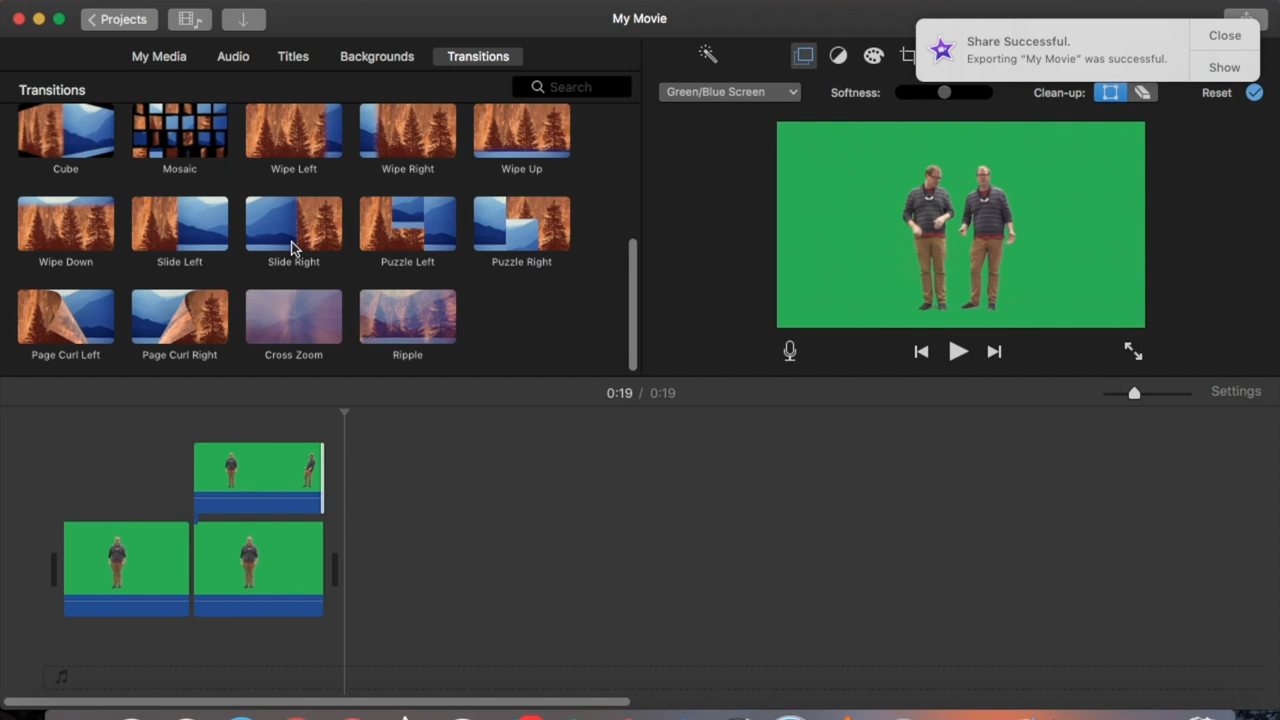 Projects
My Movie
Share Successful.
Exporting "My Movie" was successful.
Close
Show
My Media
Audio
Titles
Backgrounds
Transitions
Transitions
Search
Green/Blue Screen
Softness:
Clean-up:
Reset
Cube
Mosaic
Wipe Left
Wipe Right
Wipe Up
Wipe Down
Slide Left
Slide Right
Puzzle Left
Puzzle Right
Page Curl Left
Page Curl Right
Cross Zoom
Ripple
0:19 / 0:19
Settings